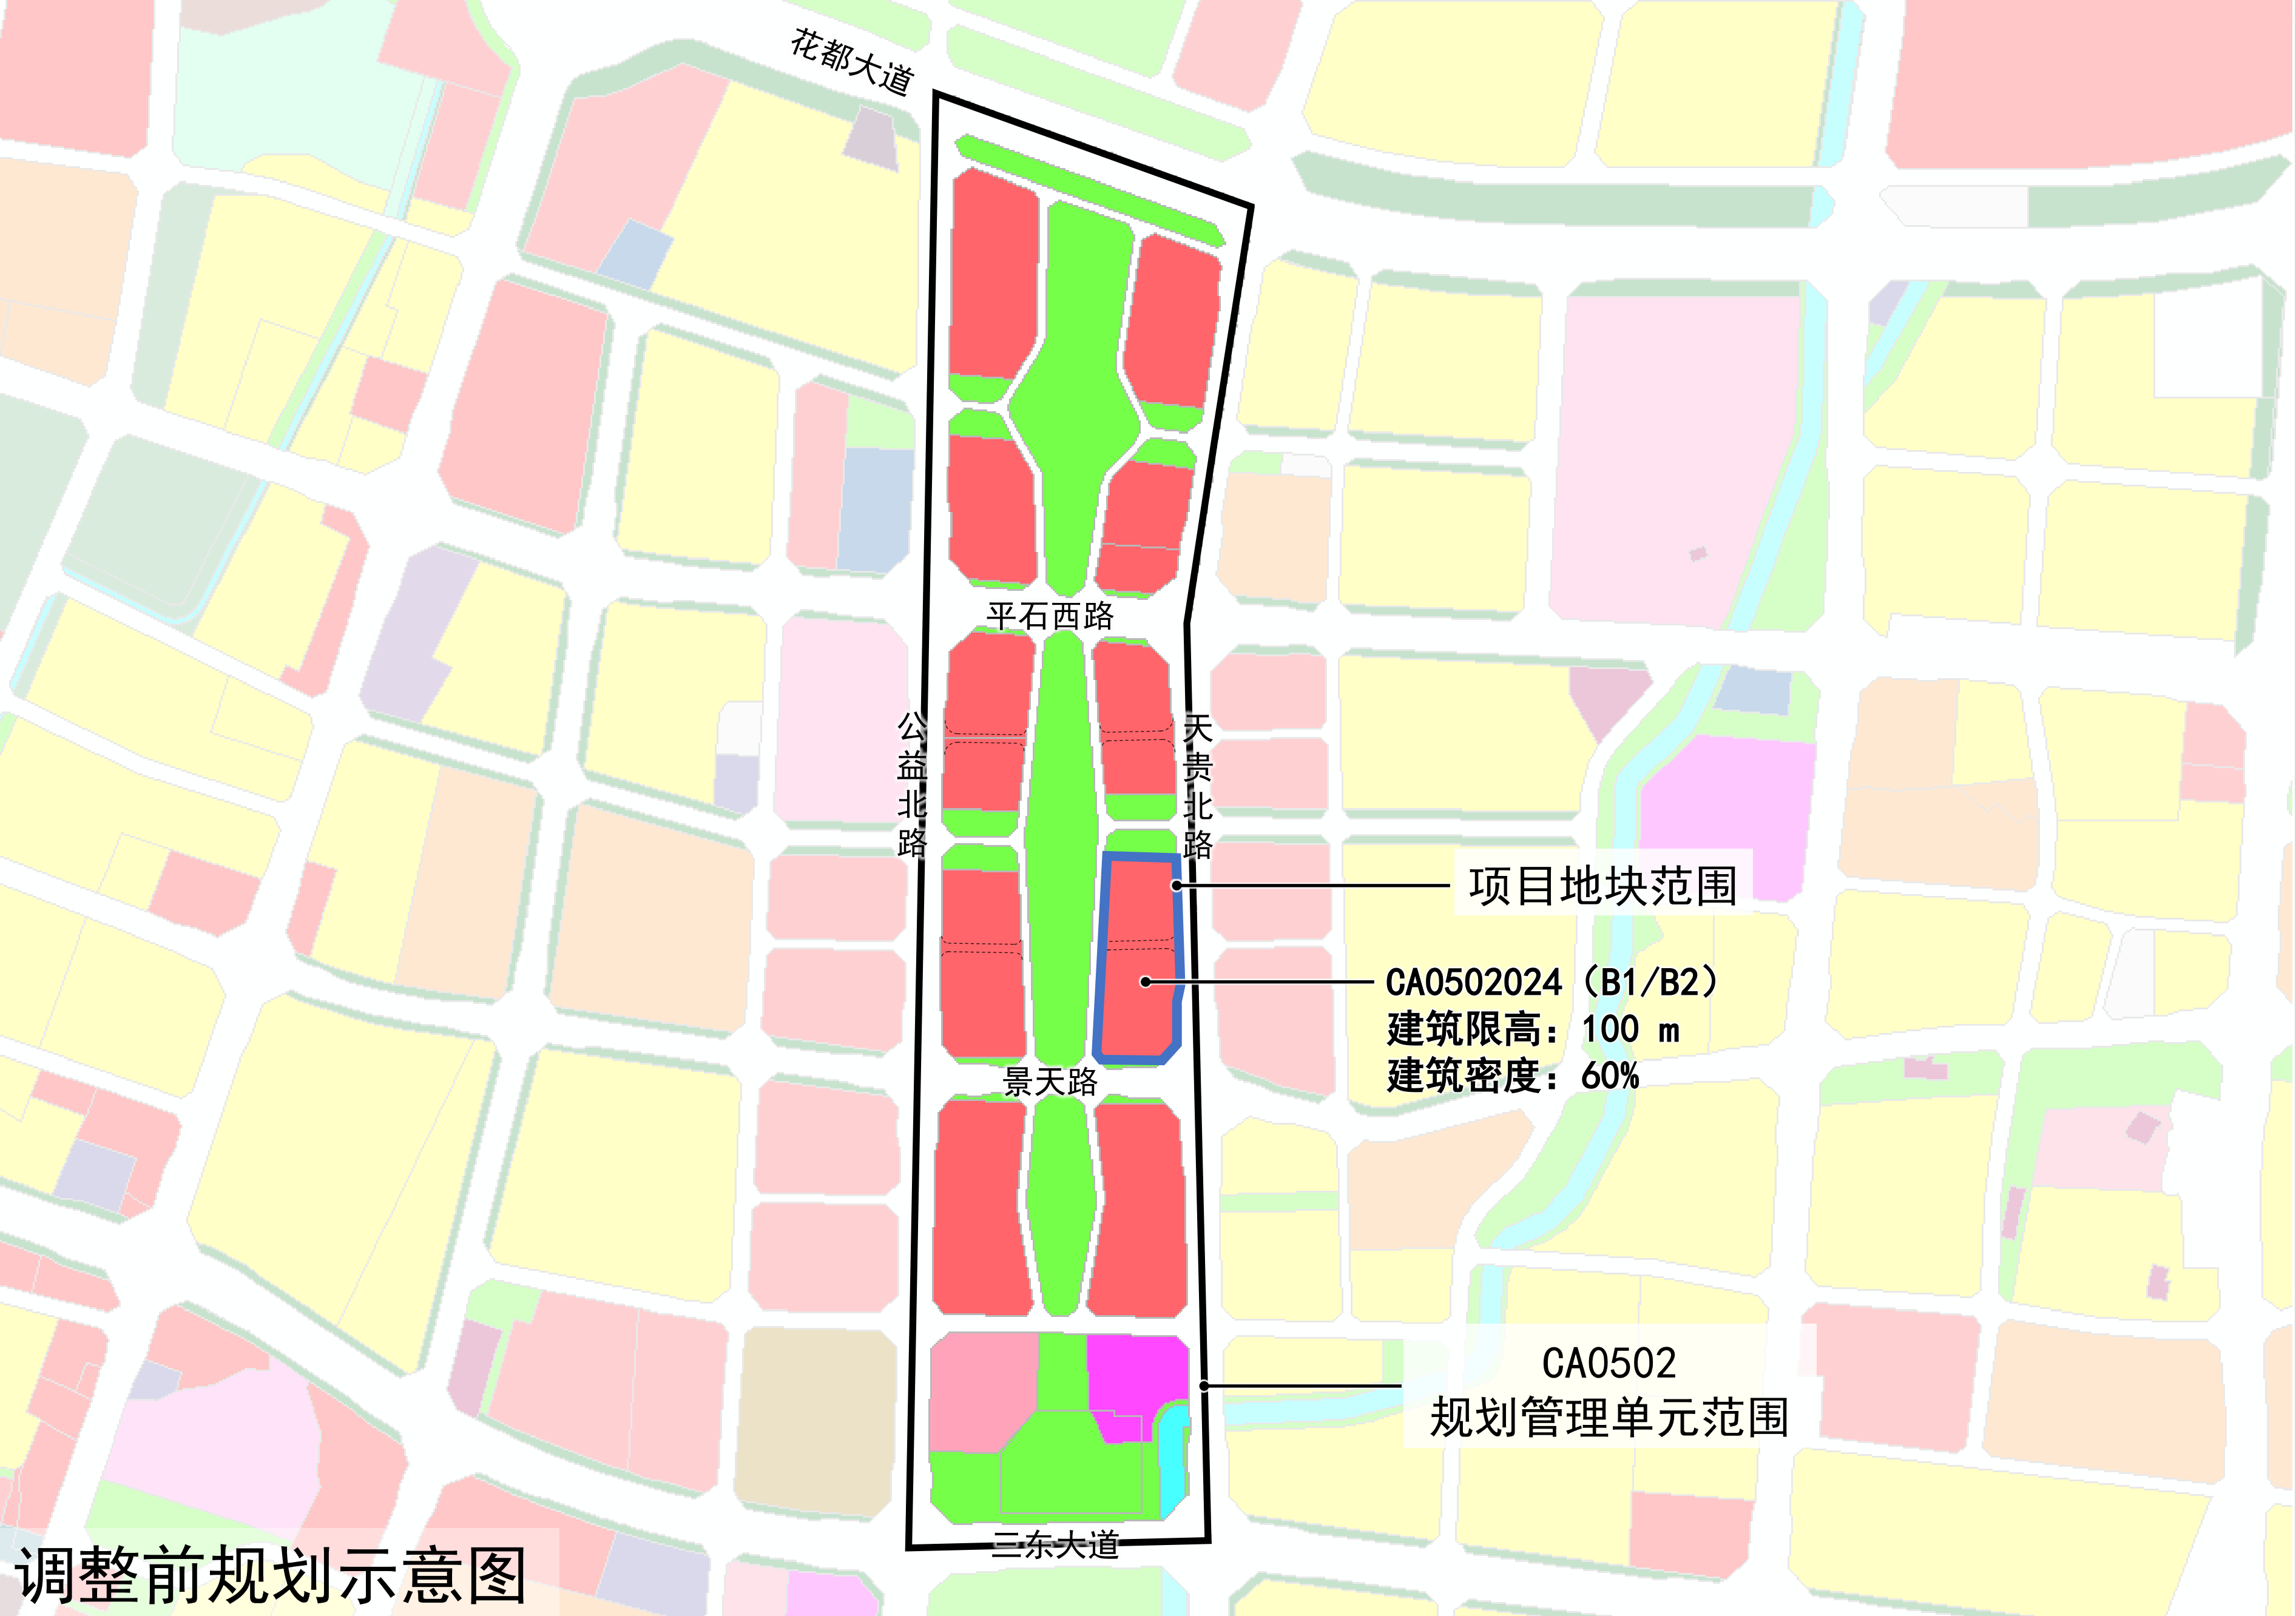 花都大道
平石西路
公益北路
天贵北路
项目地块范围
CA0502024（B1/B2）
建筑限高：100 m
建筑密度：60%
景天路
CA0502
规划管理单元范围
三东大道
调整前规划示意图